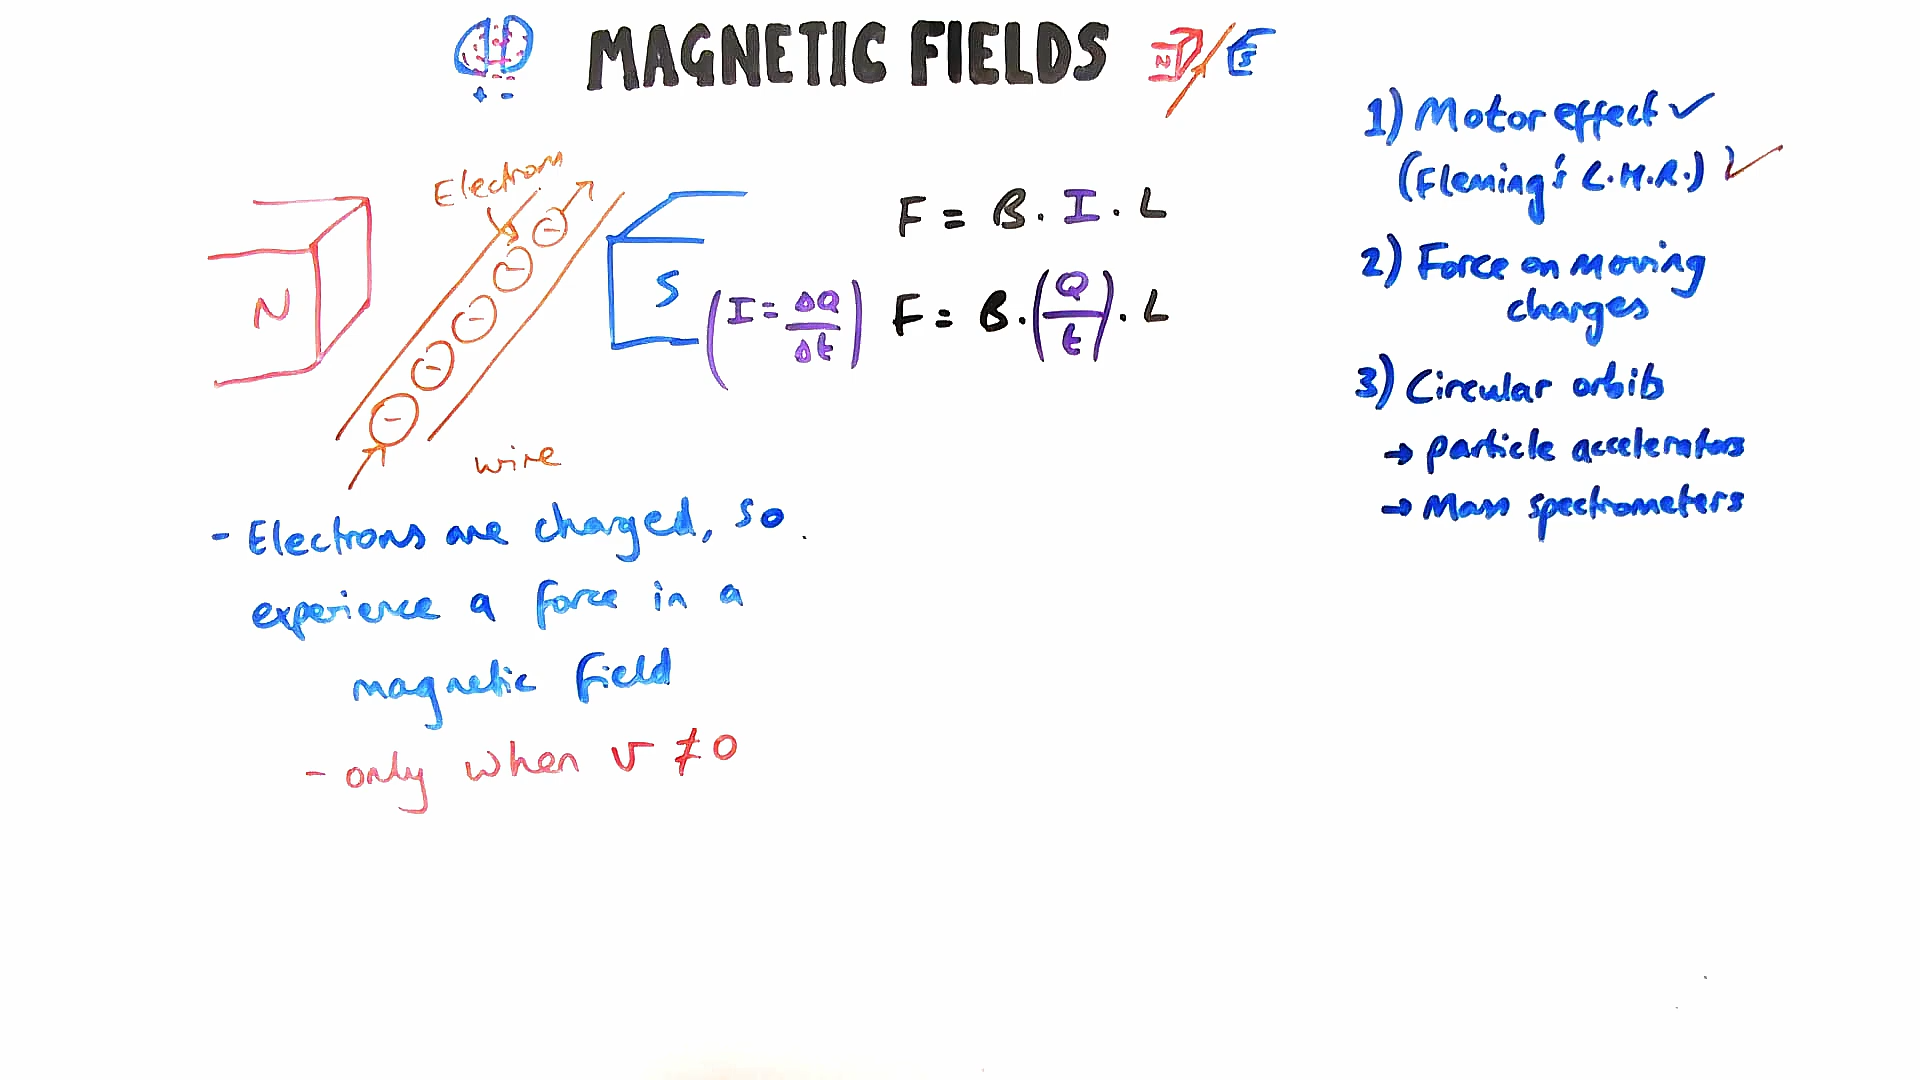 MAGNETIC FIELDS
N
S
+ -
Electrons
N
S
wire
- Electrons are charged, so
experience a force in a
magnetic field
- only when v ≠ 0
F = B . I . L
(I = ΔQ/Δt) F = B . (Q/t) . L
1) Motor effect ✓
(Fleming's L.H.R.) ✓
2) Force on moving
charges
3) Circular orbits
→ particle accelerators
→ Mass spectrometers